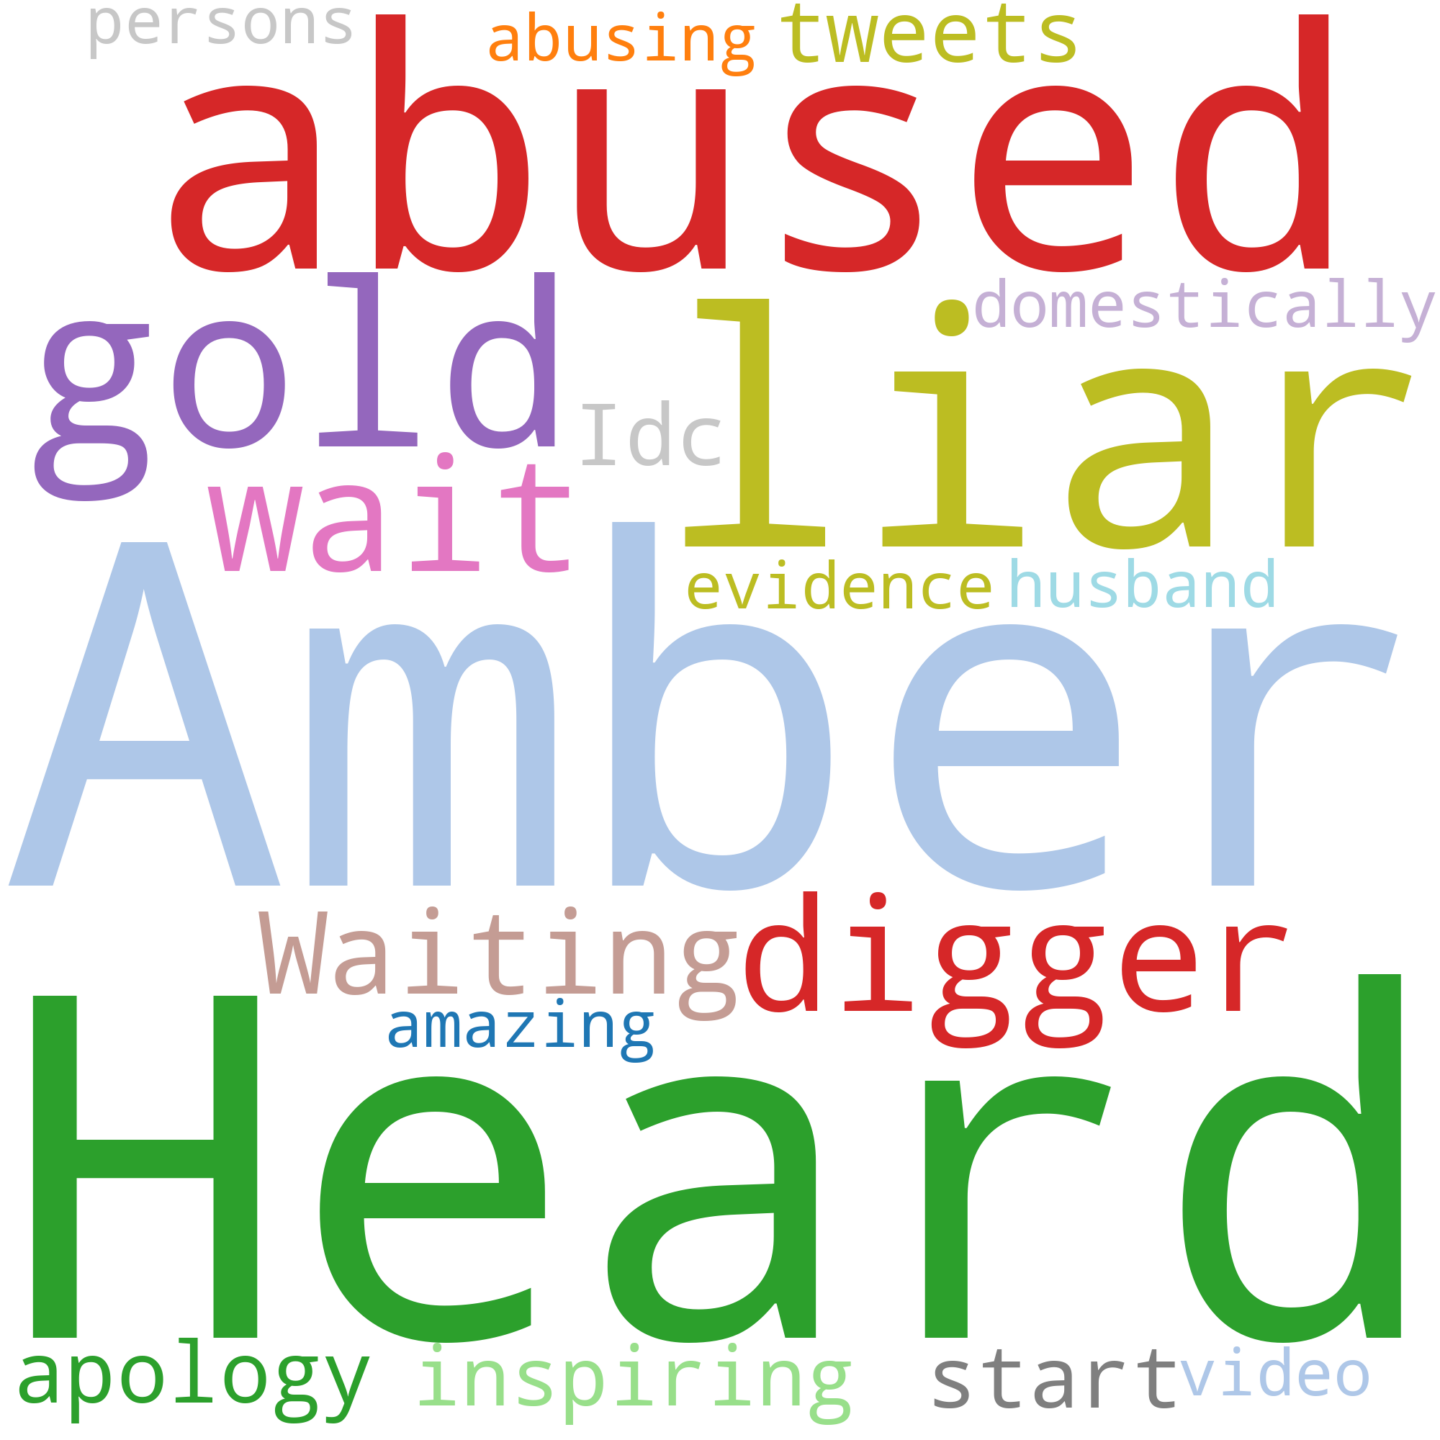 persons abusing tweets
abused
gold domestically
liar
Idc
wait
evidence husband
Amber
Waiting digger
amazing
Heard
apology inspiring start video